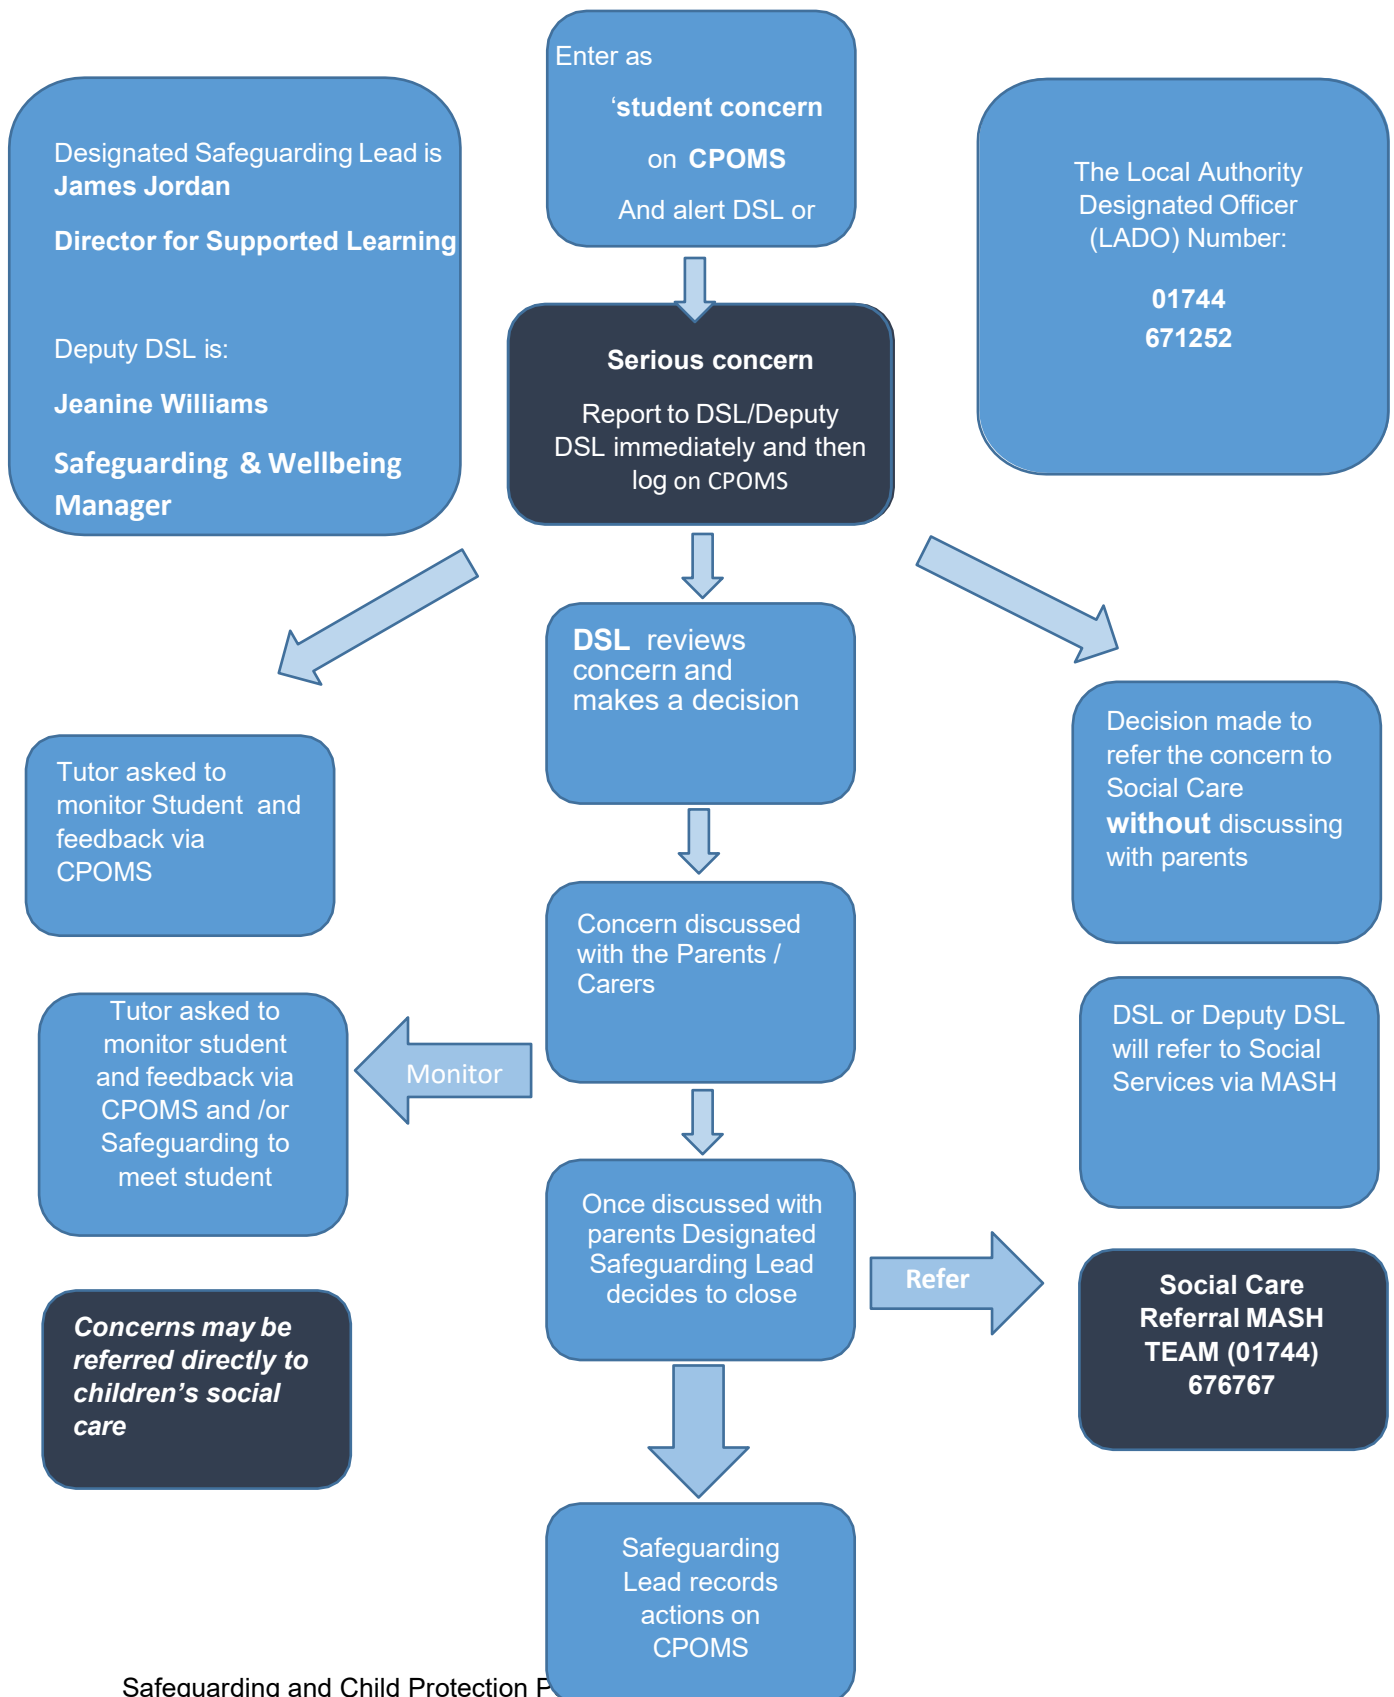 Enter as
‘student concern
on CPOMS
And alert DSL or
Designated Safeguarding Lead is
James Jordan
Director for Supported Learning
Deputy DSL is:
Jeanine Williams
Safeguarding & Wellbeing
Manager
The Local Authority
Designated Officer
(LADO) Number:
01744
671252
Serious concern
Report to DSL/Deputy
DSL immediately and then
log on CPOMS
DSL reviews
concern and
makes a decision
Tutor asked to
monitor Student and
feedback via
CPOMS
Decision made to
refer the concern to
Social Care
without discussing
with parents
Concern discussed
with the Parents /
Carers
Monitor
Tutor asked to
monitor student
and feedback via
CPOMS and /or
Safeguarding to
meet student
DSL or Deputy DSL
will refer to Social
Services via MASH
Once discussed with
parents Designated
Safeguarding Lead
decides to close
Refer
Social Care
Referral MASH
TEAM (01744)
676767
Concerns may be
referred directly to
children’s social
care
Safeguarding
Lead records
actions on
CPOMS
Safeguarding and Child Protection P